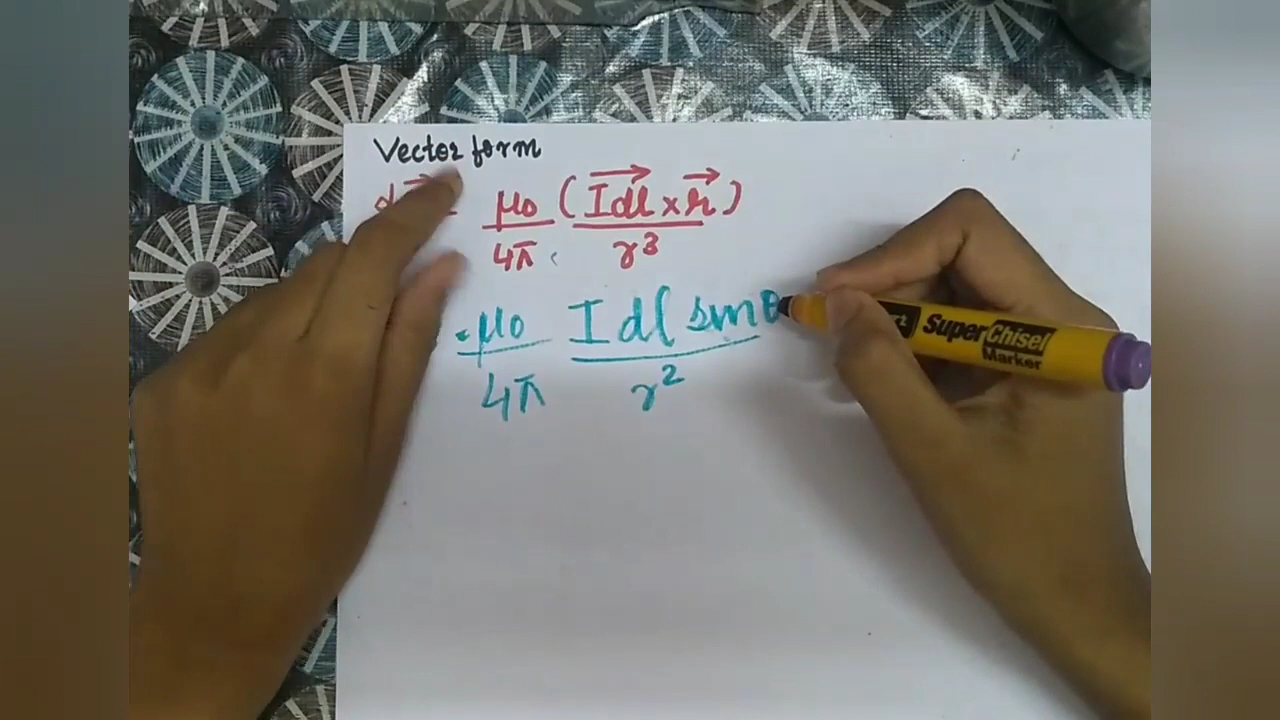 Vector form
d μ0 (Idl × r)
4π r³
μ0 Idl sinθ
4π r²
Super Chisel
Marker